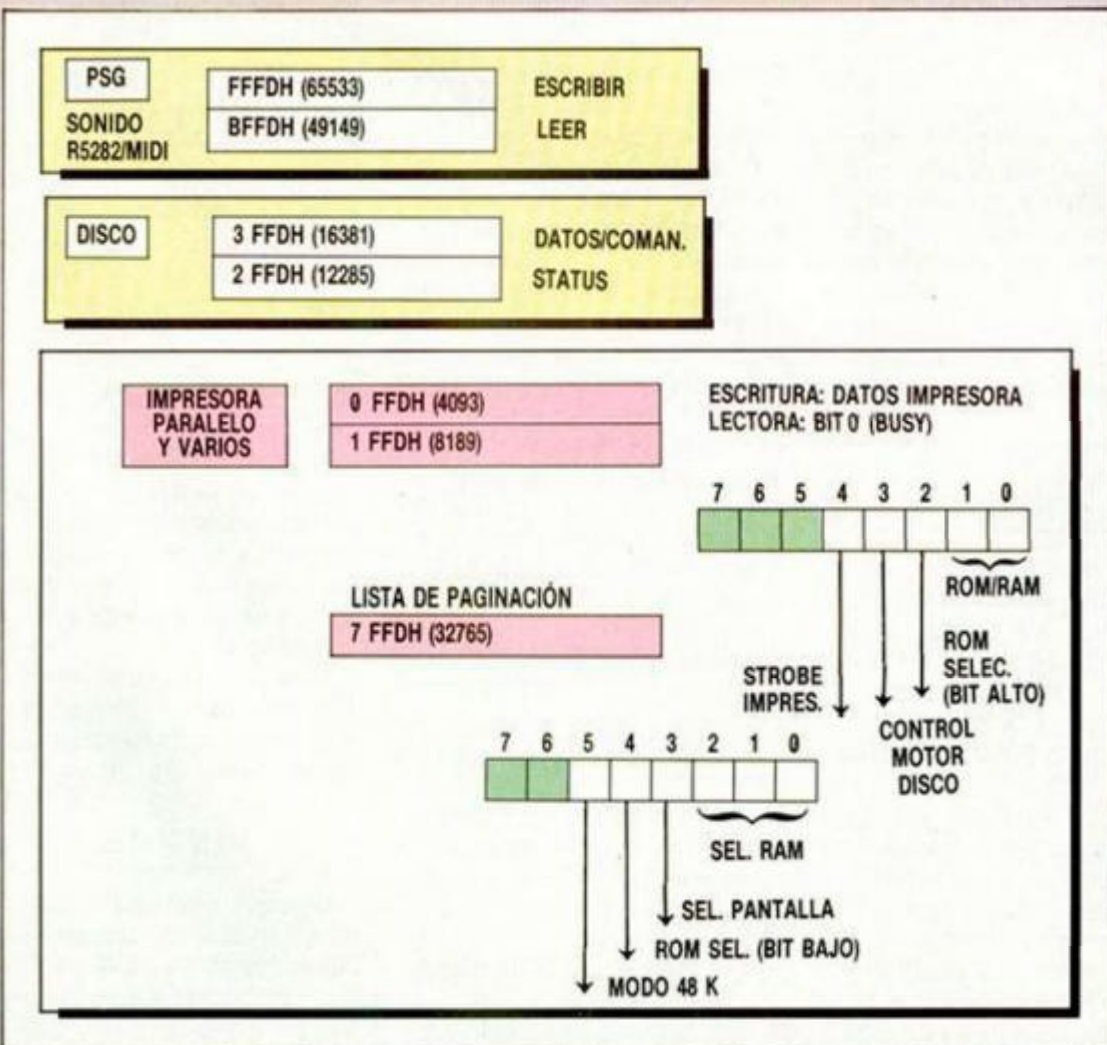 PSG
SONIDO
R5282/MIDI
FFFDH (65533)
ESCRIBIR
BFFDH (49149)
LEER
DISCO
3 FFDH (16381)
DATOS/COMAN.
2 FFDH (12285)
STATUS
IMPRESORA
PARALELO
Y VARIOS
0 FFDH (4093)
1 FFDH (8189)
ESCRITURA: DATOS IMPRESORA
LECTORA: BIT 0 (BUSY)
7 6 5 4 3 2 1 0
ROM/RAM
ROM
SELEC.
(BIT ALTO)
CONTROL
MOTOR
DISCO
STROBE
IMPRES.
LISTA DE PAGINACIÓN
7 FFDH (32765)
7 6 5 4 3 2 1 0
SEL. RAM
SEL. PANTALLA
ROM SEL. (BIT BAJO)
MODO 48 K